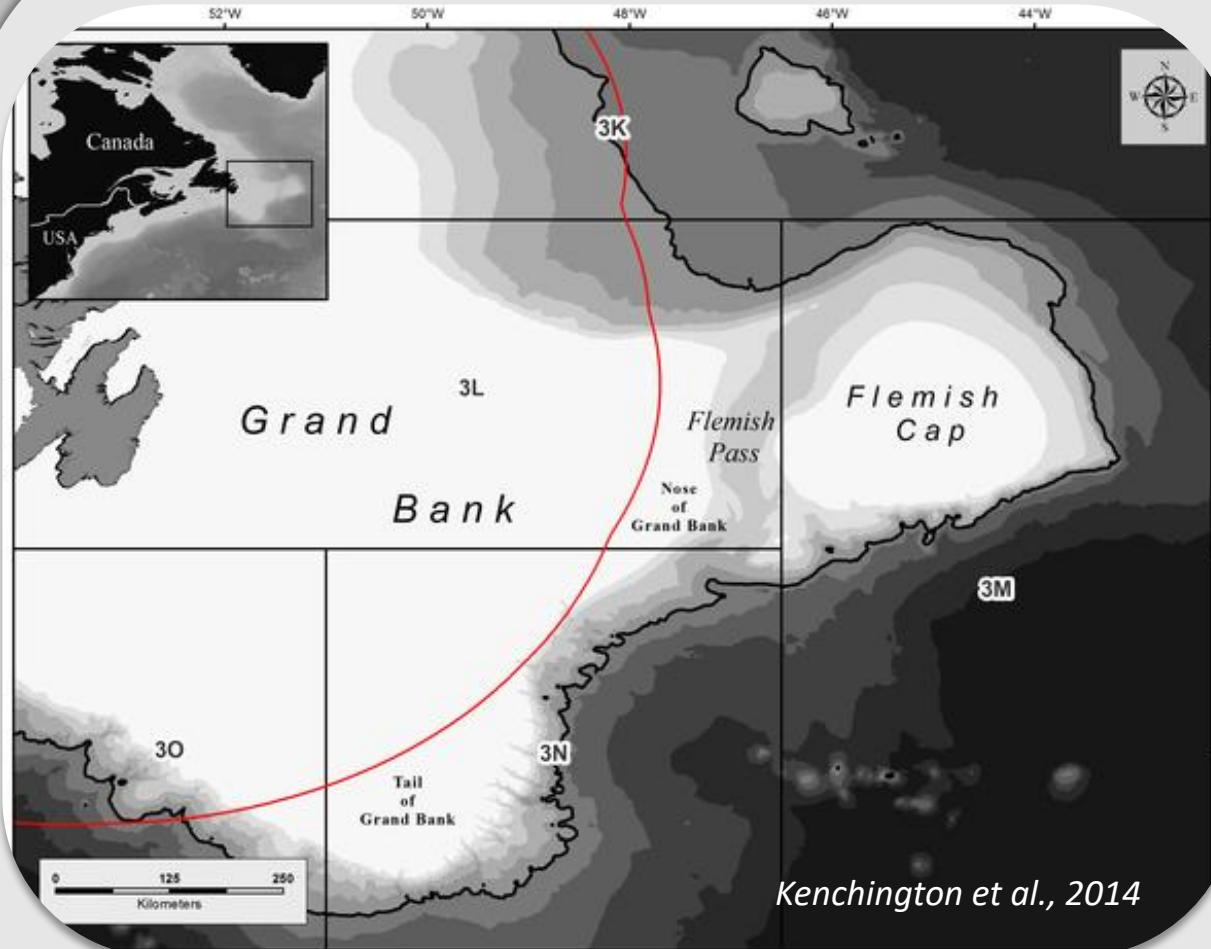 52°W 50°W 48°W 46°W 44°W
Canada
USA
N
W E
S
3K
3L
Grand
Bank
Flemish
Pass
Nose
of
Grand Bank
Flemish
Cap
3M
3O
3N
Tail
of
Grand Bank
0 125 250
Kilometers
Kenchington et al., 2014